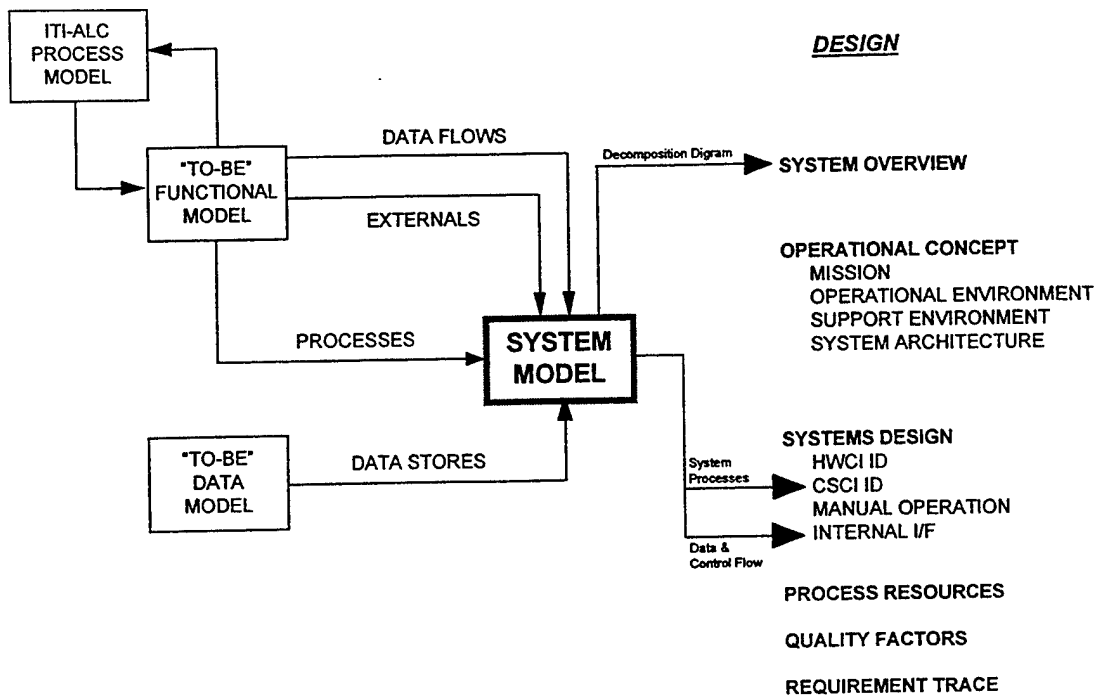 ITI-ALC
PROCESS
MODEL
DESIGN
"TO-BE"
FUNCTIONAL
MODEL
DATA FLOWS
EXTERNALS
PROCESSES
Decomposition Digram
SYSTEM OVERVIEW
OPERATIONAL CONCEPT
MISSION
OPERATIONAL ENVIRONMENT
SUPPORT ENVIRONMENT
SYSTEM ARCHITECTURE
SYSTEM
MODEL
"TO-BE"
DATA
MODEL
DATA STORES
SYSTEMS DESIGN
HWCI ID
System
Processes
CSCI ID
MANUAL OPERATION
INTERNAL I/F
Data &
Control Flow
PROCESS RESOURCES
QUALITY FACTORS
REQUIREMENT TRACE